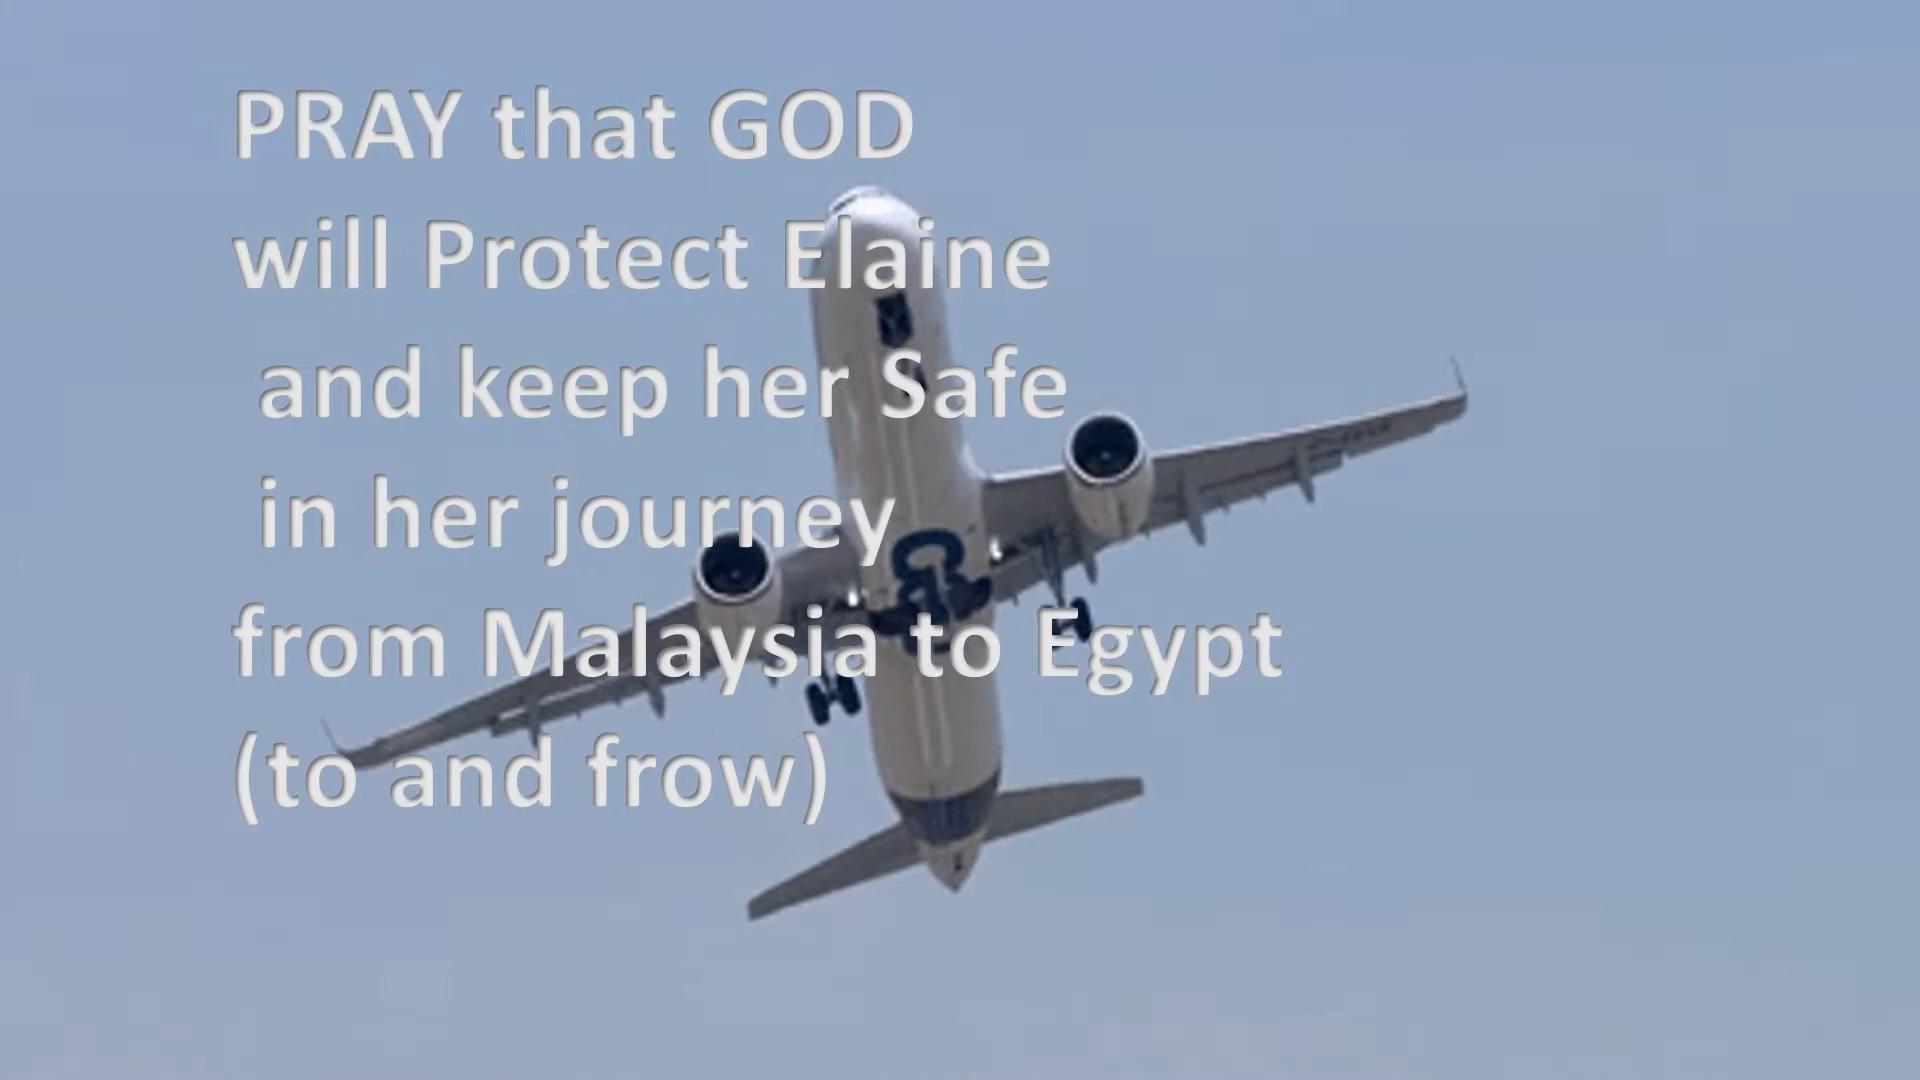 PRAY that GOD
will Protect Elaine
and keep her Safe
in her journey
from Malaysia to Egypt
(to and frow)